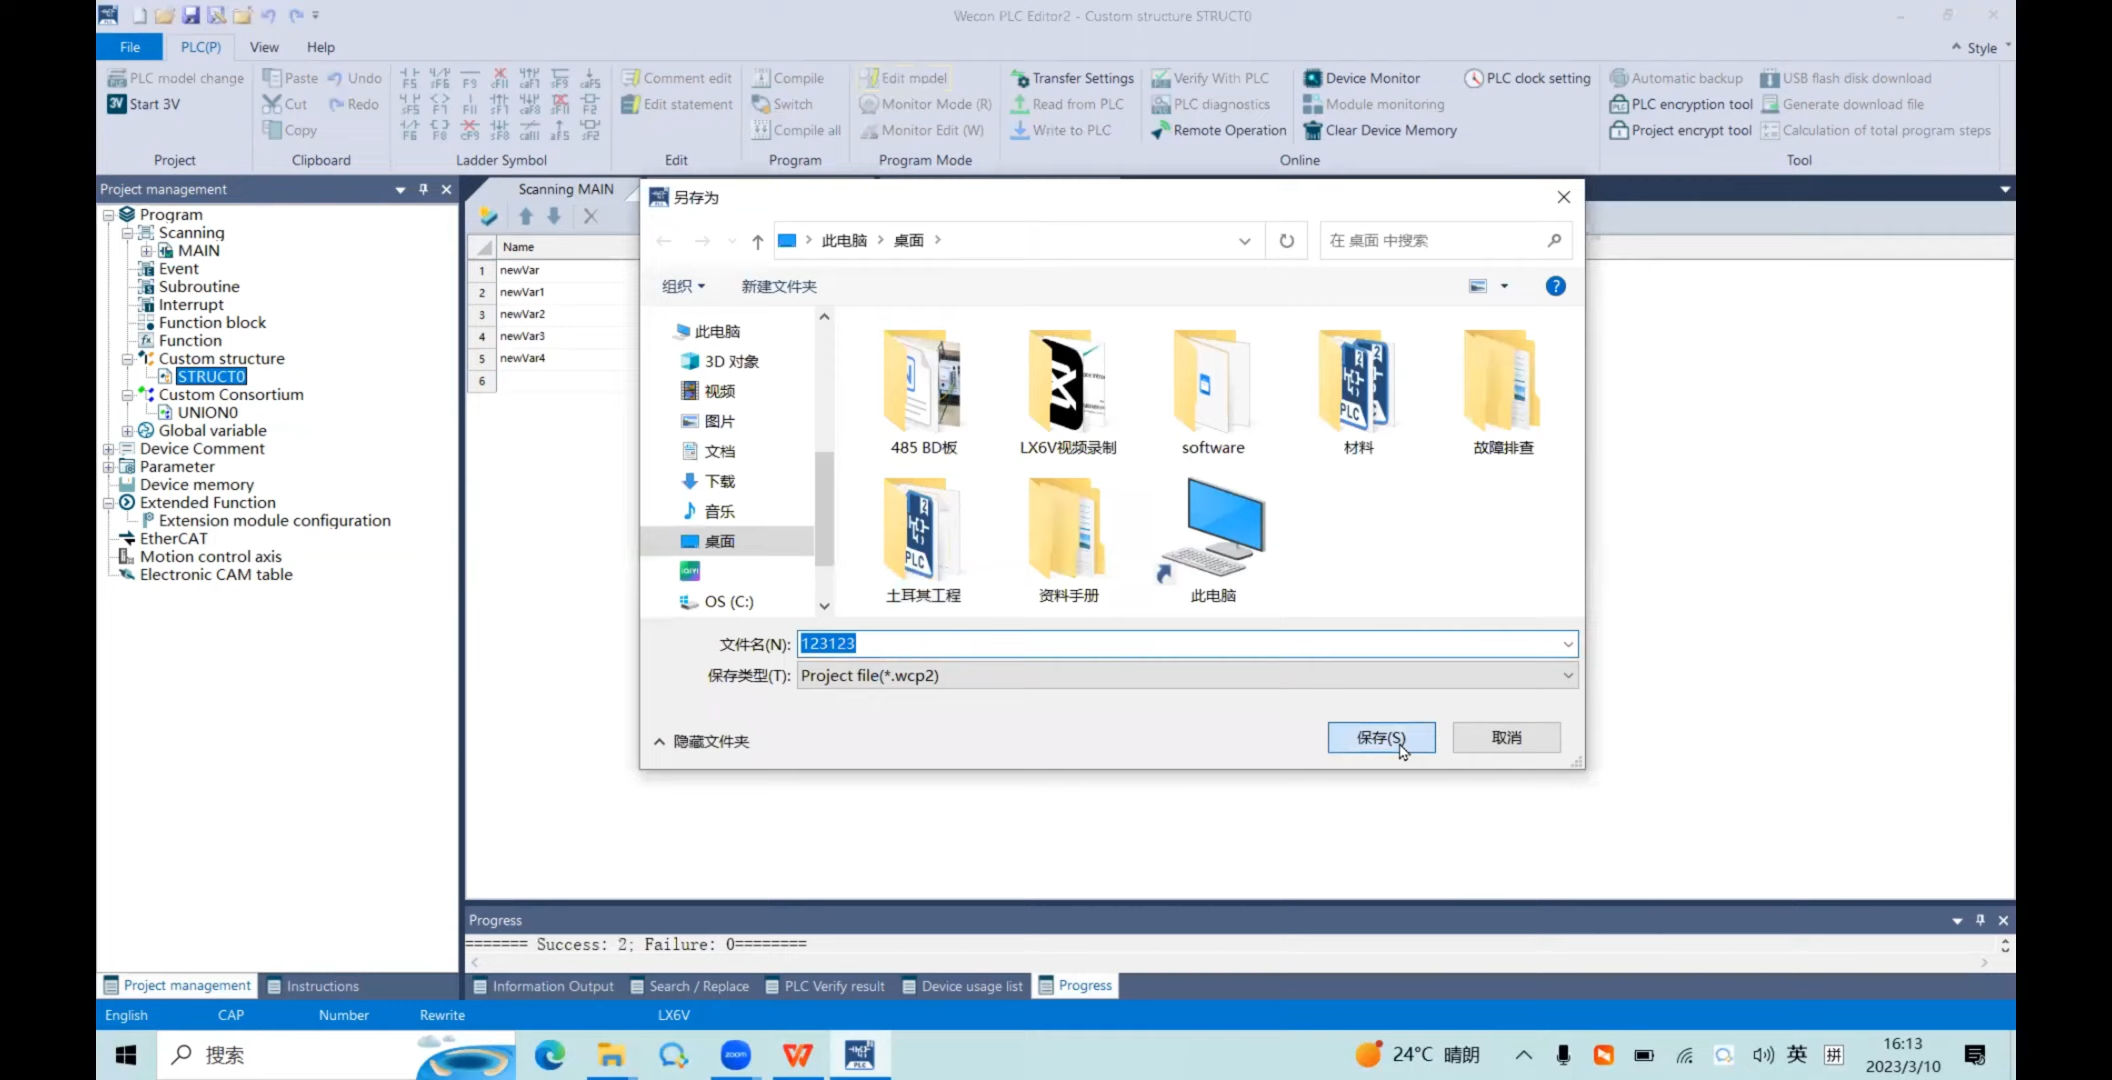 Wecon PLC Editor2 - Custom structure STRUCT0
File
PLC(P)
View
Help
Style
PLC model change
Start 3V
Project
Paste
Undo
Cut
Redo
Copy
Clipboard
Ladder Symbol
Comment edit
Edit statement
Edit
Compile
Switch
Compile all
Program
Edit model
Monitor Mode (R)
Monitor Edit (W)
Program Mode
Transfer Settings
Verify With PLC
Device Monitor
PLC clock setting
Read from PLC
PLC diagnostics
Module monitoring
Write to PLC
Remote Operation
Clear Device Memory
Online
Automatic backup
USB flash disk download
PLC encryption tool
Generate download file
Project encrypt tool
Calculation of total program steps
Tool
Project management
Program
Scanning
MAIN
Event
Subroutine
Interrupt
Function block
Function
Custom structure
STRUCT0
Custom Consortium
UNION0
Global variable
Device Comment
Parameter
Device memory
Extended Function
Extension module configuration
EtherCAT
Motion control axis
Electronic CAM table
Scanning MAIN
Name
1 newVar
2 newVar1
3 newVar2
4 newVar3
5 newVar4
6
另存为
此电脑 > 桌面
在 桌面 中搜索
组织
新建文件夹
此电脑
3D 对象
视频
图片
文档
下载
音乐
桌面
OS (C:)
485 BD板
LX6V视频录制
software
材料
故障排查
土耳其工程
资料手册
此电脑
文件名(N): 123123
保存类型(T): Project file(*.wcp2)
隐藏文件夹
保存(S)
取消
Progress
======= Success: 2; Failure: 0========
Project management
Instructions
Information Output
Search / Replace
PLC Verify result
Device usage list
Progress
English
CAP
Number
Rewrite
LX6V
搜索
zoom
24°C 晴朗
英
拼
16:13
2023/3/10